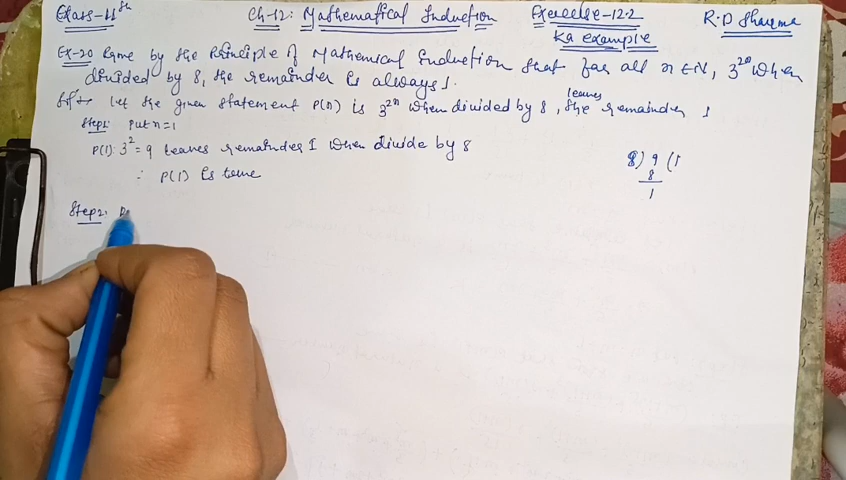 Class-11th Ch-12: Mathematical Induction Exercise-12.2 R.D Sharma
Ka example
Ex-20 by the Principle of Mathemical Induction that for all n ∈ N, 3^2n when
divided by 8, the remainder is always 1.
let the given statement P(n) is 3^2n when divided by 8, leaves the remainder 1
Step1: Put n=1
P(1): 3^2 = 9 leaves remainder 1 when divide by 8
8) 9 (1
8
1
∴ P(1) is true
Step2: